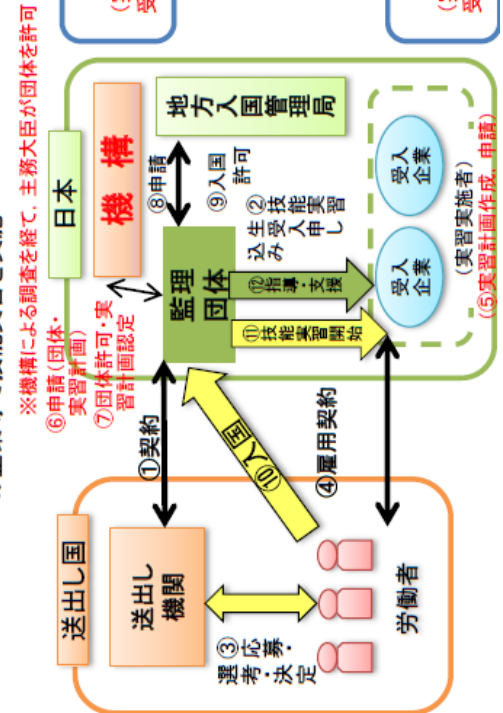 ※機構による調査を経て、主務大臣が団体を許可
⑥申請(団体・
実習計画)
⑦団体許可・実
習計画認定
送出し国
送出し
機関
③応募・
選考・決定
労働者
①契約
⑩入国
④雇用契約
日本
機構
監理
団体
⑧申請
⑨入国
許可
地方入国管理局
②技能実習
生受入申し
込み
⑪技能実習開始
⑫指導・支援
受入
企業
受入
企業
(実習実施者)
(⑤実習計画作成、申請)